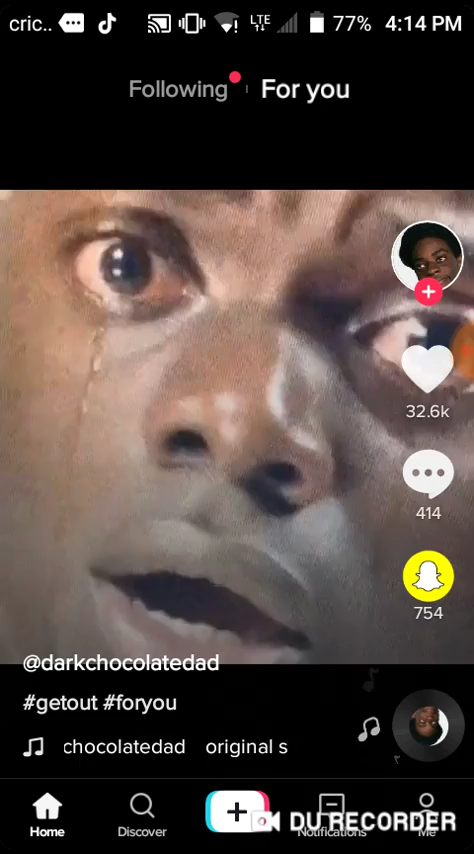 cric.. LTE 77% 4:14 PM
Following For you
32.6k
414
754
@darkchocolatedad
#getout #foryou
chocolatedad original s
Home Discover Notifications Me
DU RECORDER